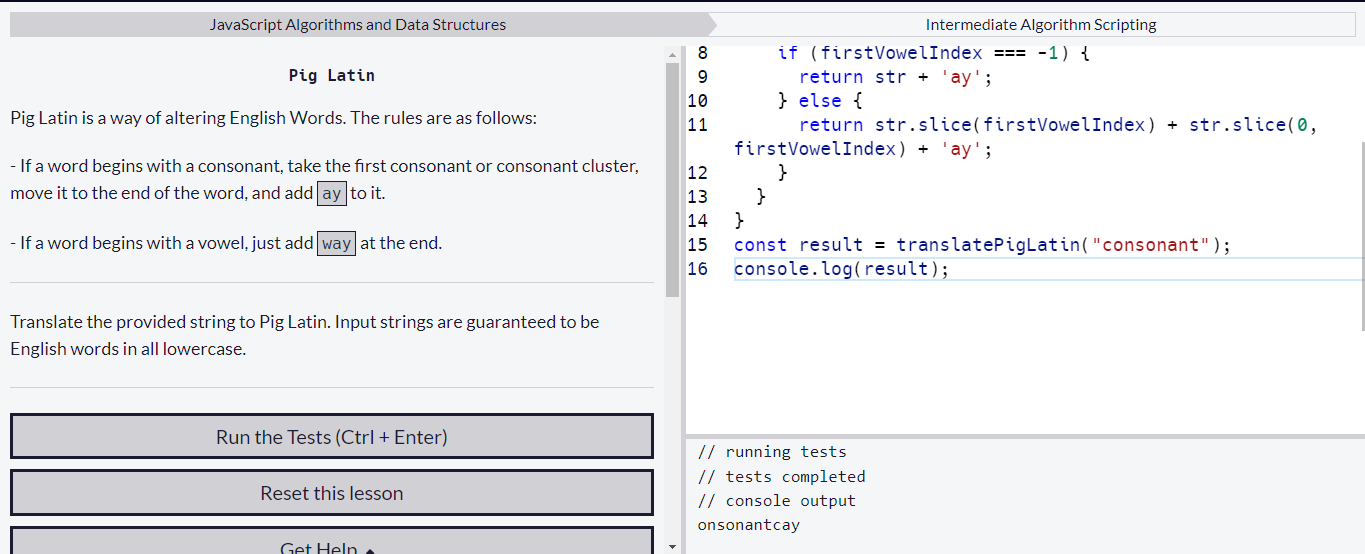 JavaScript Algorithms and Data Structures
Intermediate Algorithm Scripting
Pig Latin
Pig Latin is a way of altering English Words. The rules are as follows:
- If a word begins with a consonant, take the first consonant or consonant cluster,
move it to the end of the word, and add ay to it.
- If a word begins with a vowel, just add way at the end.
Translate the provided string to Pig Latin. Input strings are guaranteed to be
English words in all lowercase.
Run the Tests (Ctrl + Enter)
Reset this lesson
Get Help
8 if (firstVowelIndex === -1) {
9 return str + 'ay';
10 } else {
11 return str.slice(firstVowelIndex) + str.slice(0,
firstVowelIndex) + 'ay';
12 }
13 }
14 }
15 const result = translatePigLatin("consonant");
16 console.log(result);
// running tests
// tests completed
// console output
onsonantcay